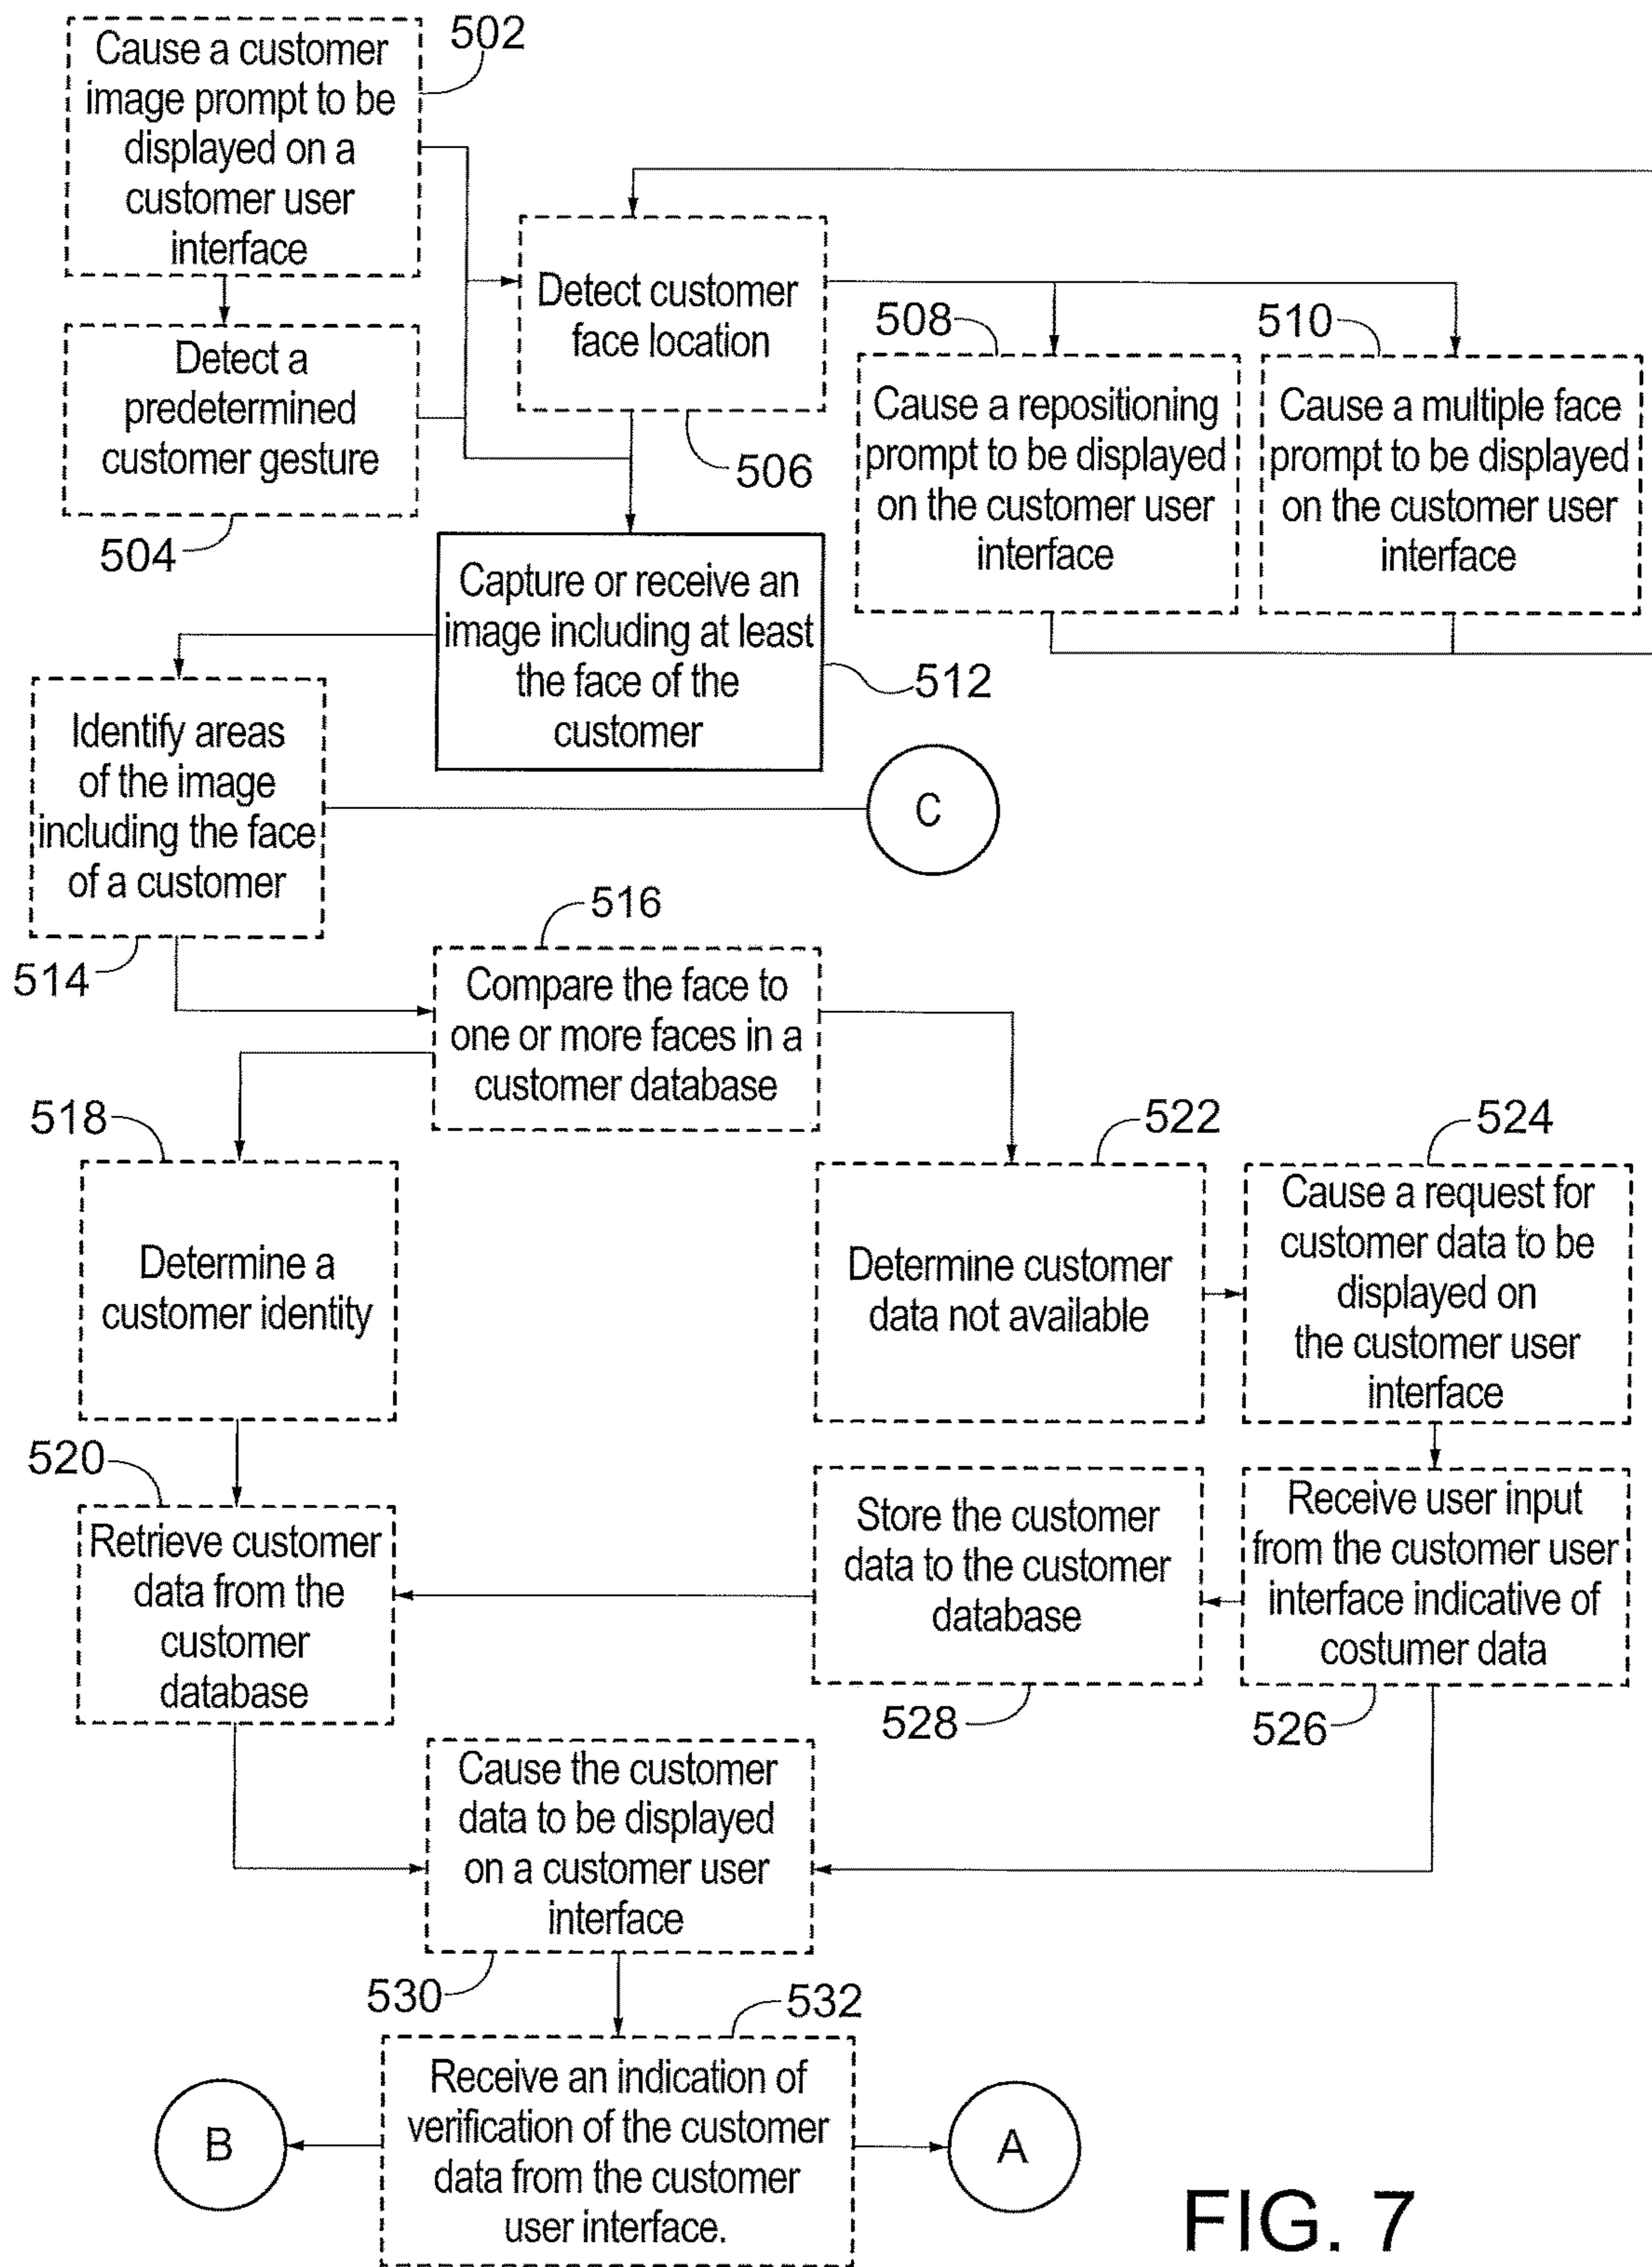 502
Cause a customer
image prompt to be
displayed on a
customer user
interface
Detect a
predetermined
customer gesture
504
Detect customer
face location
506
508
Cause a repositioning
prompt to be displayed
on the customer user
interface
510
Cause a multiple face
prompt to be displayed
on the customer user
interface
Capture or receive an
image including at least
the face of the
customer
512
Identify areas
of the image
including the face
of a customer
514
C
516
Compare the face to
one or more faces in a
customer database
518
Determine a
customer identity
522
Determine customer
data not available
524
Cause a request for
customer data to be
displayed on
the customer user
interface
520
Retrieve customer
data from the
customer
database
Store the customer
data to the customer
database
528
Receive user input
from the customer user
interface indicative of
costumer data
526
Cause the customer
data to be displayed
on a customer user
interface
530
532
Receive an indication of
verification of the customer
data from the customer
user interface.
B
A
FIG. 7